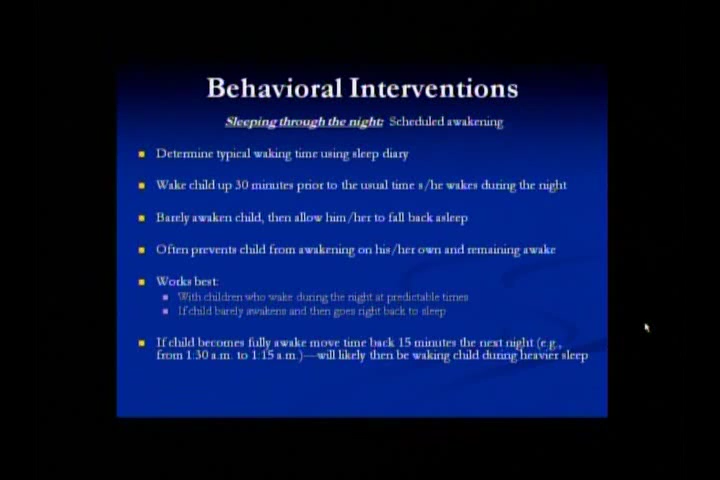 Behavioral Interventions
Sleeping through the night: Scheduled awakening
Determine typical waking time using sleep diary
Wake child up 30 minutes prior to the usual time s/he wakes during the night
Barely awaken child, then allow him/her to fall back asleep
Often prevents child from awakening on his/her own and remaining awake
Works best:
With children who wake during the night at predictable times
If child barely awakens and then goes right back to sleep
If child becomes fully awake move time back 15 minutes the next night (e.g.,
from 1:30 a.m. to 1:15 a.m.)—will likely then be waking child during heavier sleep